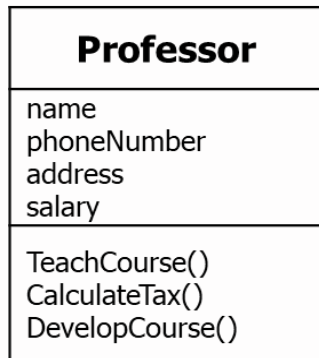 Professor
name
phoneNumber
address
salary
TeachCourse()
CalculateTax()
DevelopCourse()